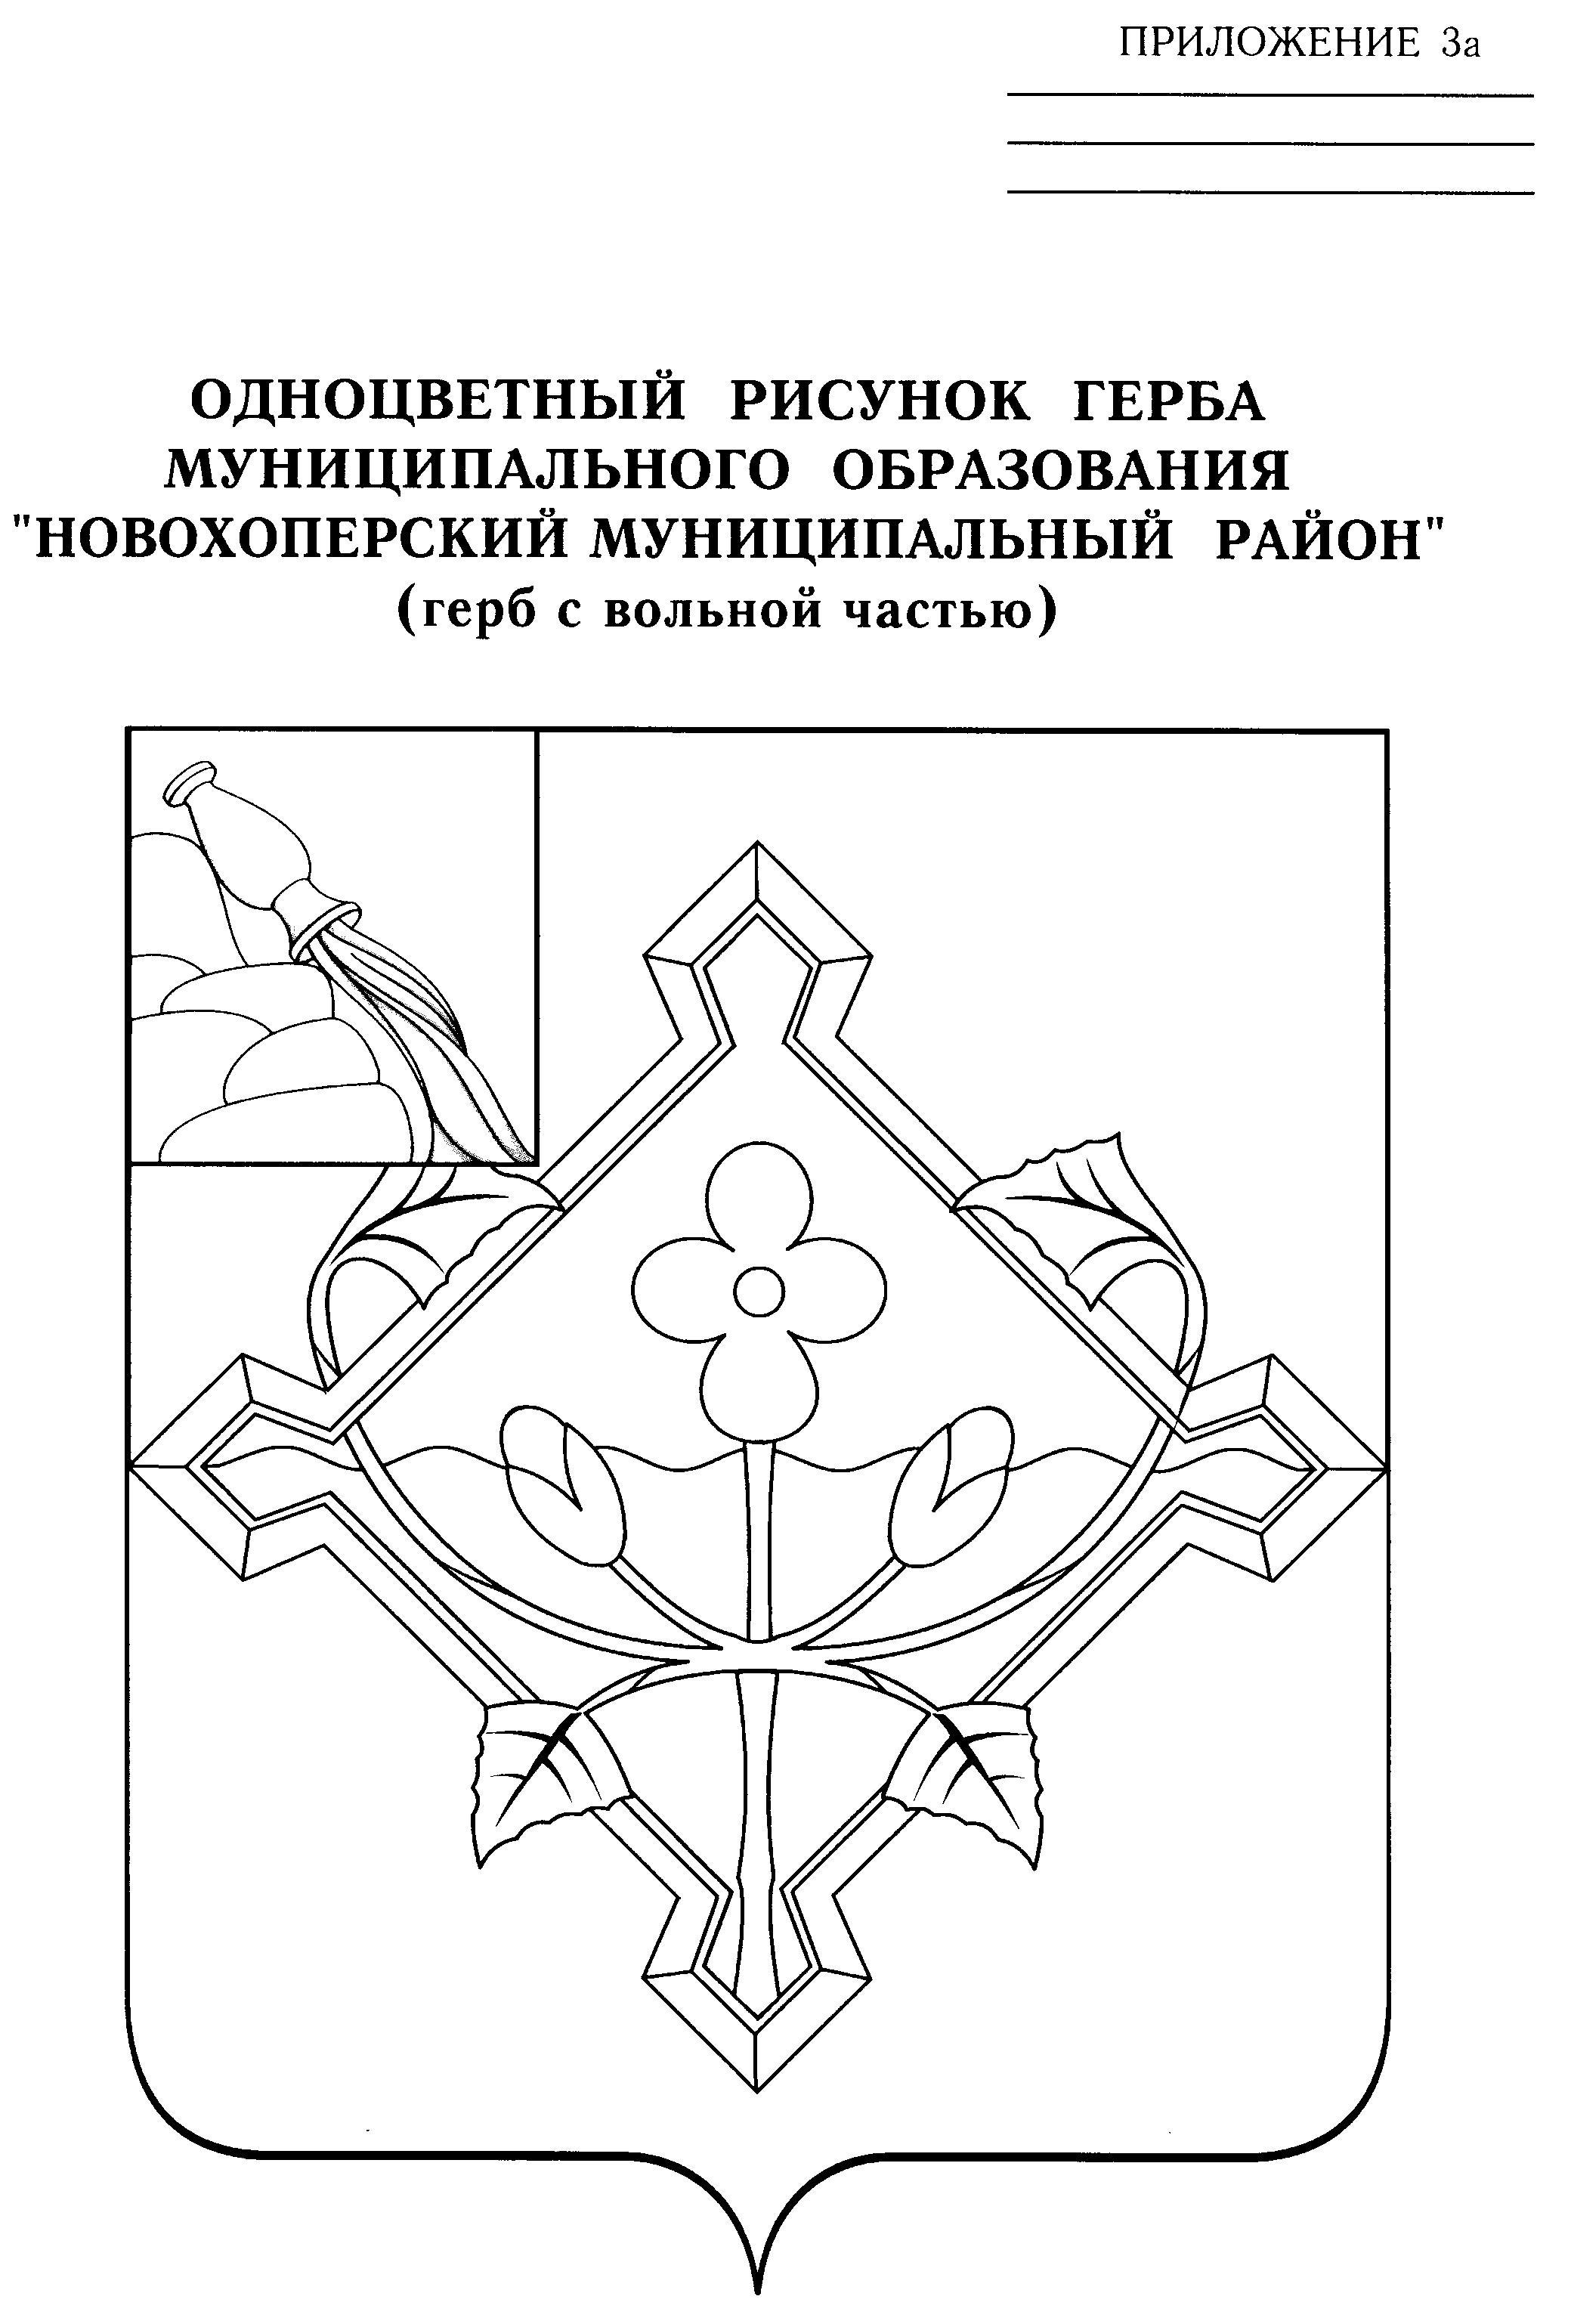 ПРИЛОЖЕНИЕ 3а
ОДНОЦВЕТНЫЙ РИСУНОК ГЕРБА
МУНИЦИПАЛЬНОГО ОБРАЗОВАНИЯ
"НОВОХОПЕРСКИЙ МУНИЦИПАЛЬНЫЙ РАЙОН"
(герб с вольной частью)